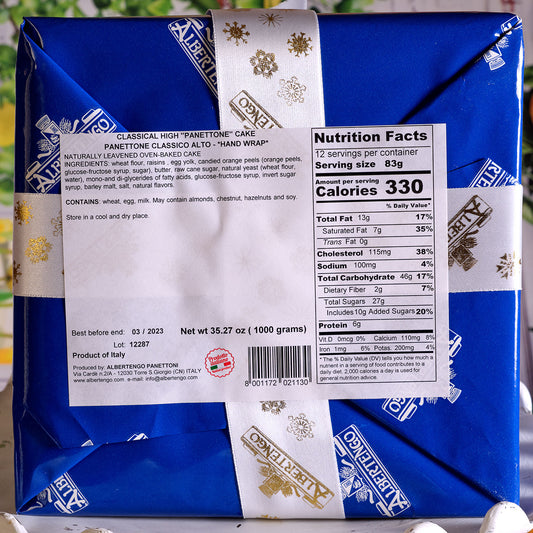 ALBERTENGO
CLASSICAL HIGH "PANETTONE" CAKE
PANETTONE CLASSICO ALTO - "HAND WRAP"
NATURALLY LEAVENED OVEN-BAKED CAKE
INGREDIENTS: wheat flour, raisins , egg yolk, candied orange peels (orange peels,
glucose-fructose syrup, sugar), butter, raw cane sugar, natural yeast (wheat flour,
water), mono-and di-glycerides of fatty acids, glucose-fructose syrup, invert sugar
syrup, barley malt, salt, natural flavors.
CONTAINS: wheat, egg, milk. May contain almonds, chestnut, hazelnuts and soy.
Store in a cool and dry place.
Best before end: 03 / 2023
Net wt 35.27 oz ( 1000 grams)
Lot: 12287
Product of Italy
Produced by: ALBERTENGO PANETTONI
Via Cardè n.2/A - 12030 Torre S.Giorgio (CN) ITALY
www.albertengo.com e-mail: info@albertengo.com
8 001172 021130
Nutrition Facts
12 servings per container
Serving size 83g
Amount per serving
Calories 330
% Daily Value*
Total Fat 13g 17%
Saturated Fat 7g 35%
Trans Fat 0g
Cholesterol 115mg 38%
Sodium 100mg 4%
Total Carbohydrate 46g 17%
Dietary Fiber 2g 7%
Total Sugars 27g
Includes 10g Added Sugars 20%
Protein 6g
Vit.D 0mcg 0% Calcium 110mg 8%
Iron 1mg 6% Potas. 200mg 4%
* The % Daily Value (DV) tells you how much a
nutrient in a serving of food contributes to a
daily diet. 2,000 calories a day is used for
general nutrition advice.
ALBERTENGO
ALBERTENGO
ALBERTENGO
ALBERTENGO